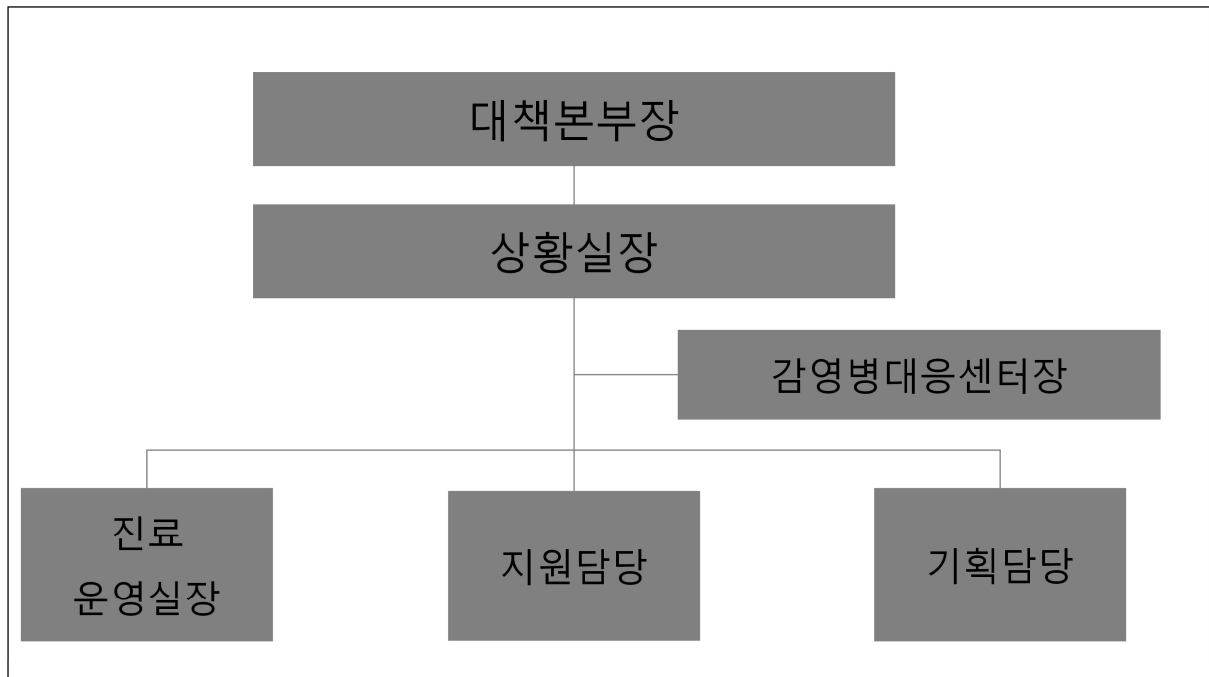 대책본부장
상황실장
감영병대응센터장
진료
운영실장
지원담당
기획담당